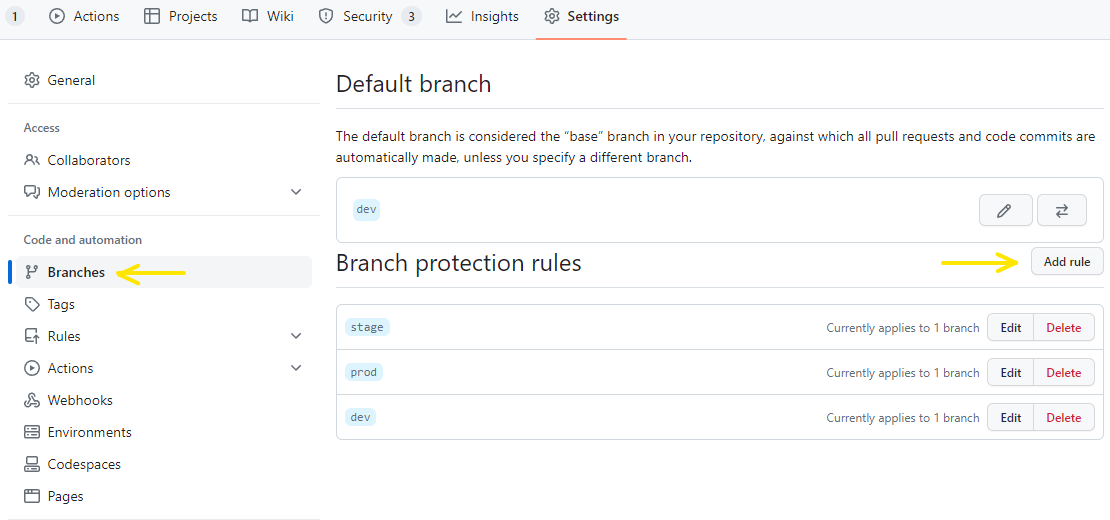 1 Actions Projects Wiki Security 3 Insights Settings
General
Access
Collaborators
Moderation options
Code and automation
Branches
Tags
Rules
Actions
Webhooks
Environments
Codespaces
Pages
Default branch
The default branch is considered the “base” branch in your repository, against which all pull requests and code commits are
automatically made, unless you specify a different branch.
dev
Branch protection rules Add rule
stage Currently applies to 1 branch Edit Delete
prod Currently applies to 1 branch Edit Delete
dev Currently applies to 1 branch Edit Delete